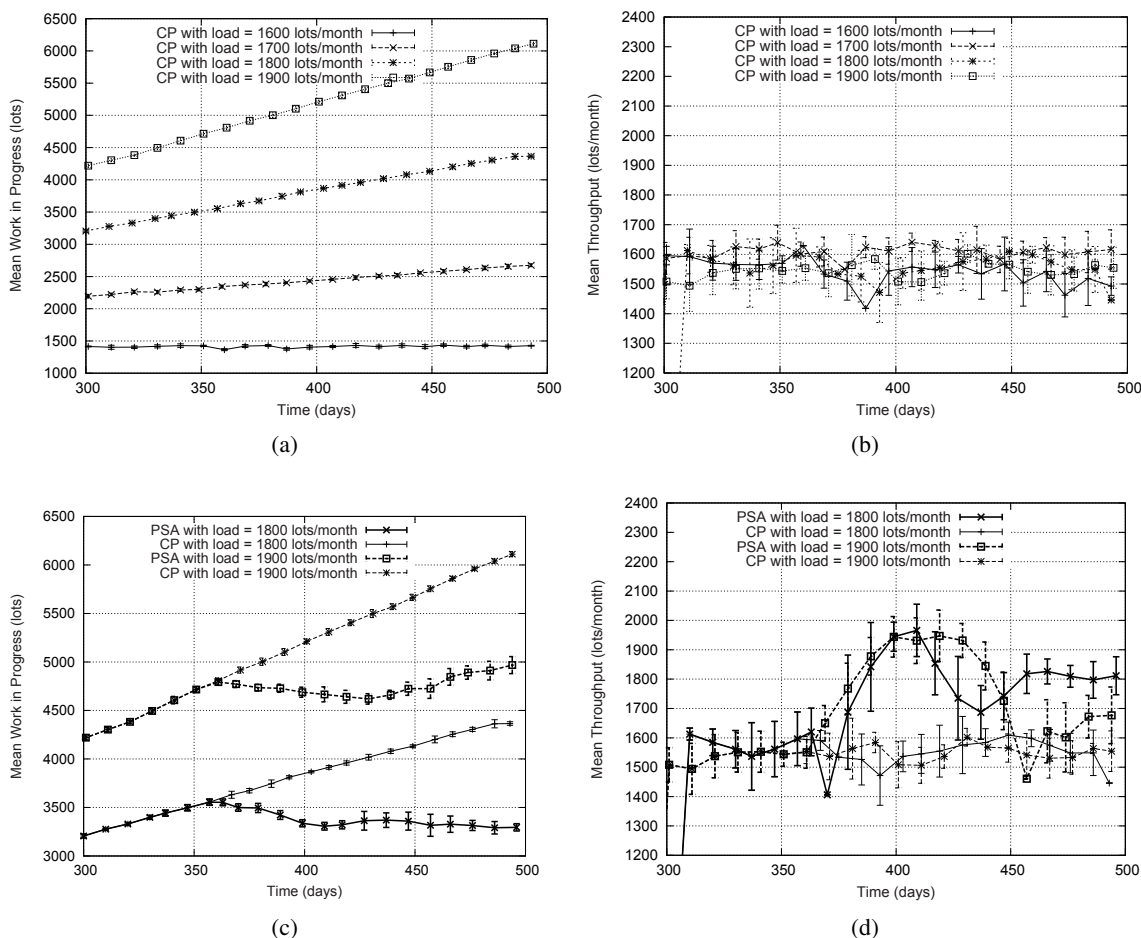 CP with load = 1600 lots/month
CP with load = 1700 lots/month
CP with load = 1800 lots/month
CP with load = 1900 lots/month
6500
6000
5500
5000
4500
4000
3500
3000
2500
2000
1500
1000
Mean Work in Progress (lots)
300
350
400
450
500
Time (days)
(a)
CP with load = 1600 lots/month
CP with load = 1700 lots/month
CP with load = 1800 lots/month
CP with load = 1900 lots/month
2400
2300
2200
2100
2000
1900
1800
1700
1600
1500
1400
1300
1200
Mean Throughput (lots/month)
300
350
400
450
500
Time (days)
(b)
PSA with load = 1800 lots/month
CP with load = 1800 lots/month
PSA with load = 1900 lots/month
CP with load = 1900 lots/month
6500
6000
5500
5000
4500
4000
3500
3000
Mean Work in Progress (lots)
300
350
400
450
500
Time (days)
(c)
PSA with load = 1800 lots/month
CP with load = 1800 lots/month
PSA with load = 1900 lots/month
CP with load = 1900 lots/month
2400
2300
2200
2100
2000
1900
1800
1700
1600
1500
1400
1300
1200
Mean Throughput (lots/month)
300
350
400
450
500
Time (days)
(d)